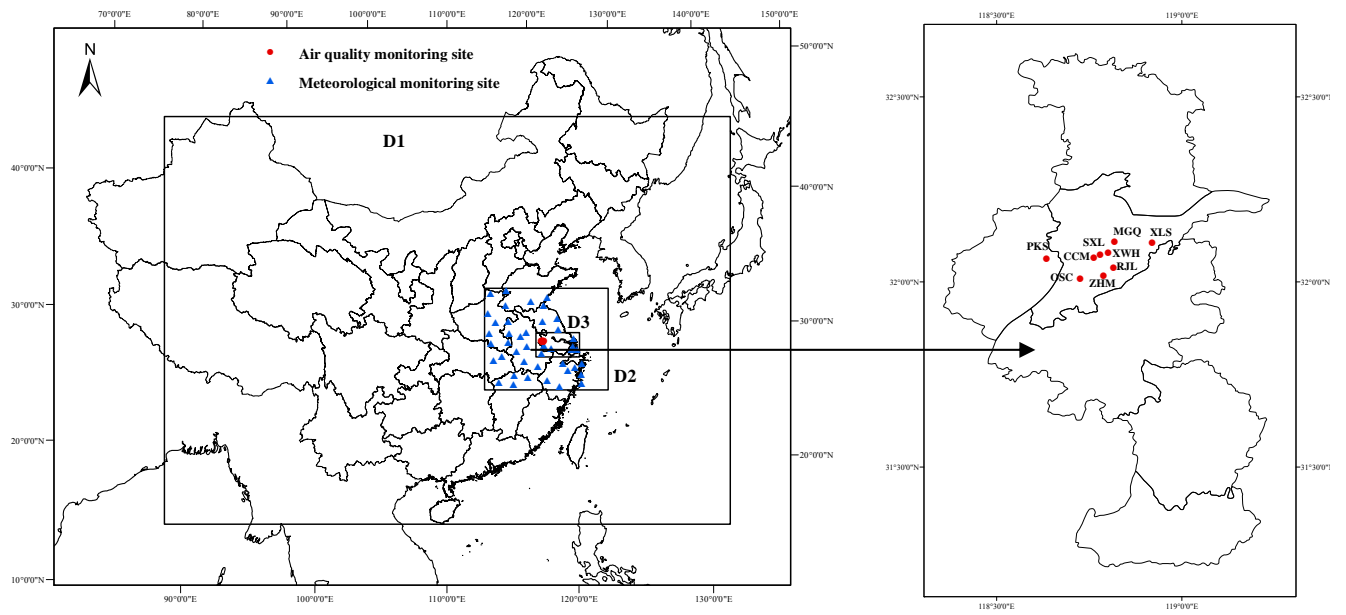 70°0'0"E 80°0'0"E 90°0'0"E 100°0'0"E 110°0'0"E 120°0'0"E 130°0'0"E 140°0'0"E 150°0'0"E
N
Air quality monitoring site
Meteorological monitoring site
50°0'0"N
D1
40°0'0"N
40°0'0"N
30°0'0"N
30°0'0"N
D3
D2
20°0'0"N
20°0'0"N
10°0'0"N
90°0'0"E 100°0'0"E 110°0'0"E 120°0'0"E 130°0'0"E
118°30'0"E 119°0'0"E
32°30'0"N 32°30'0"N
MGQ
XLS
SXL
PKS
XWH
CCM
RJL
OSC
ZHM
32°0'0"N 32°0'0"N
31°30'0"N 31°30'0"N
118°30'0"E 119°0'0"E